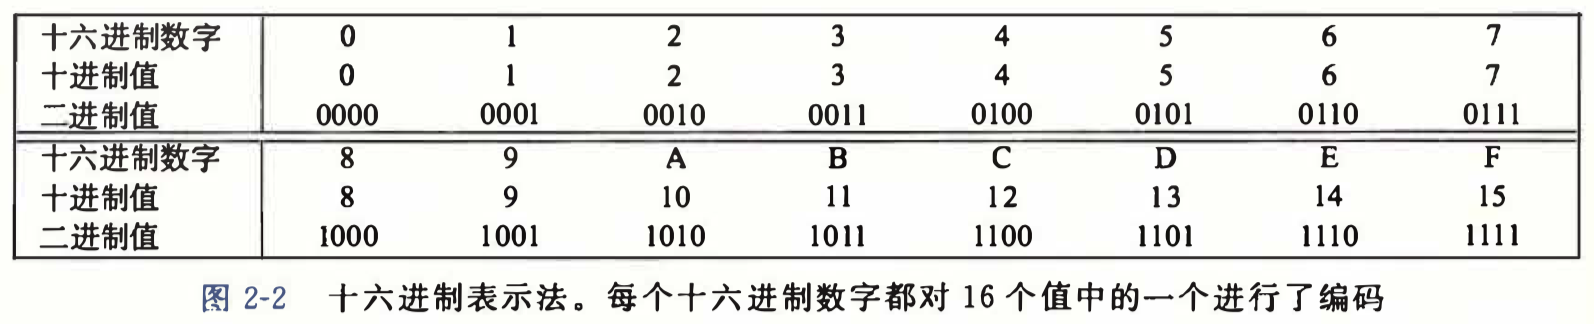 十六进制数字 0 1 2 3 4 5 6 7
十进制值 0 1 2 3 4 5 6 7
二进制值 0000 0001 0010 0011 0100 0101 0110 0111
十六进制数字 8 9 A B C D E F
十进制值 8 9 10 11 12 13 14 15
二进制值 1000 1001 1010 1011 1100 1101 1110 1111
图 2-2 十六进制表示法。每个十六进制数字都对 16 个值中的一个进行了编码